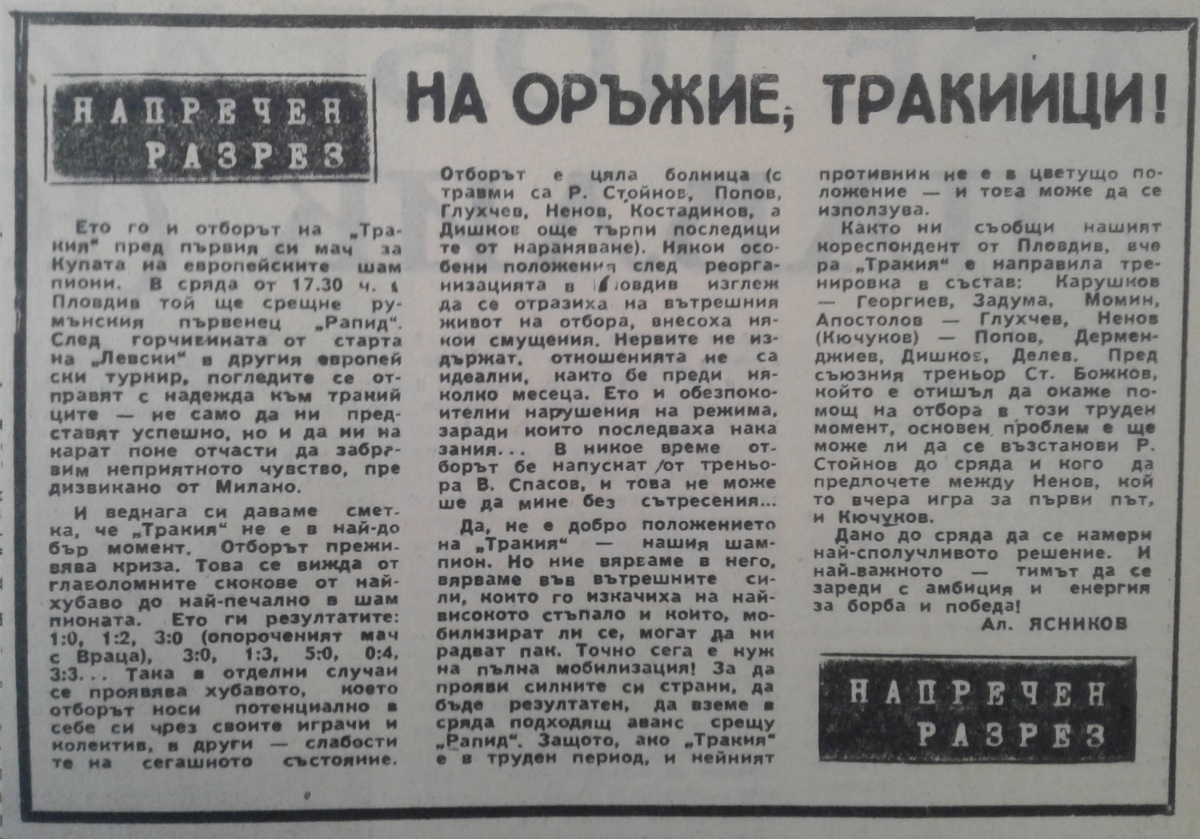 НАПРЕЧЕН
РАЗРЕЗ
НА ОРЪЖИЕ, ТРАКИИЦИ!
Ето го и отборът на „Тра-
кия“ пред първия си мач за
Купата на европейските шам
пиони. В сряда от 17.30 ч. в
Пловдив той ще срещне ру-
мънския първенец „Рапид“.
След горчивината от старта
на „Левски“ в другия европей
ски турнир, погледите се от-
правят с надежда към тракий
ците — не само да ни пред-
ставят успешно, но и да ни на
карат поне отчасти да забра-
вим неприятното чувство, пре
дизвикано от Милано.
И веднага си даваме смет-
ка, че „Тракия“ не е в най-до
бър момент. Отборът прежи-
вява криза. Това се вижда от
главоломните скокове от най-
хубаво до най-печално в шам
пионата. Ето ги резултатите:
1:0, 1:2, 3:0 (опороченият мач
с Враца), 3:0, 1:3, 5:0, 0:4,
3:3... Така в отделни случаи
се проявява хубавото, което
отборът носи потенциално в
себе си чрез своите играчи и
колектив, в други — слабости
те на сегашното състояние.
Отборът е цяла болница (с
травми са Р. Стойнов, Попов,
Глухчев, Ненов, Костадинов, а
Дишков още търпи последици
те от нараняване). Някои осо-
бени положения след реорга-
низацията в Пловдив изглеж
да се отразиха на вътрешния
живот на отбора, внесоха ня-
кои смущения. Нервите не из-
държат, отношенията не са
идеални, както бе преди ня-
колко месеца. Ето и обезпоко-
ителни нарушения на режима,
заради които последваха нака
зания... В никое време от-
борът бе напуснат от треньо-
ра В. Спасов, и това не може
ше да мине без сътресения...
Да, не е добро положението
на „Тракия“ — нашия шам-
пион. Но ние вярваме в него,
вярваме във вътрешните си-
ли, които го изкачиха на най-
високото стъпало и които, мо-
билизират ли се, могат да ни
радват пак. Точно сега е нуж
на пълна мобилизация! За да
прояви силните си страни, да
бъде резултатен, да вземе в
сряда подходящ аванс срещу
„Рапид“. Защото, ако „Тракия“
е в труден период, и нейният
противник не е в цветущо по-
ложение — и това може да се
използува.
Както ни съобщи нашият
кореспондент от Пловдив, вче
ра „Тракия“ е направила тре-
нировка в състав: Карушков
— Георгиев, Задума, Момин,
Апостолов — Глухчев, Ненов
(Кючуков) — Попов, Дермен-
джиев, Дишков, Делев. Пред
съюзния треньор Ст. Божков,
който е отишъл да окаже по-
мощ на отбора в този труден
момент, основен проблем е ще
може ли да се възстанови Р.
Стойнов до сряда и кого да
предпочете между Ненов, кой
то вчера игра за първи път,
и Кючуков.
Дано до сряда да се намери
най-сполучливото решение. И
най-важното — тимът да се
зареди с амбиция и енергия
за борба и победа!
Ал. ЯСНИКОВ
НАПРЕЧЕН
РАЗРЕЗ